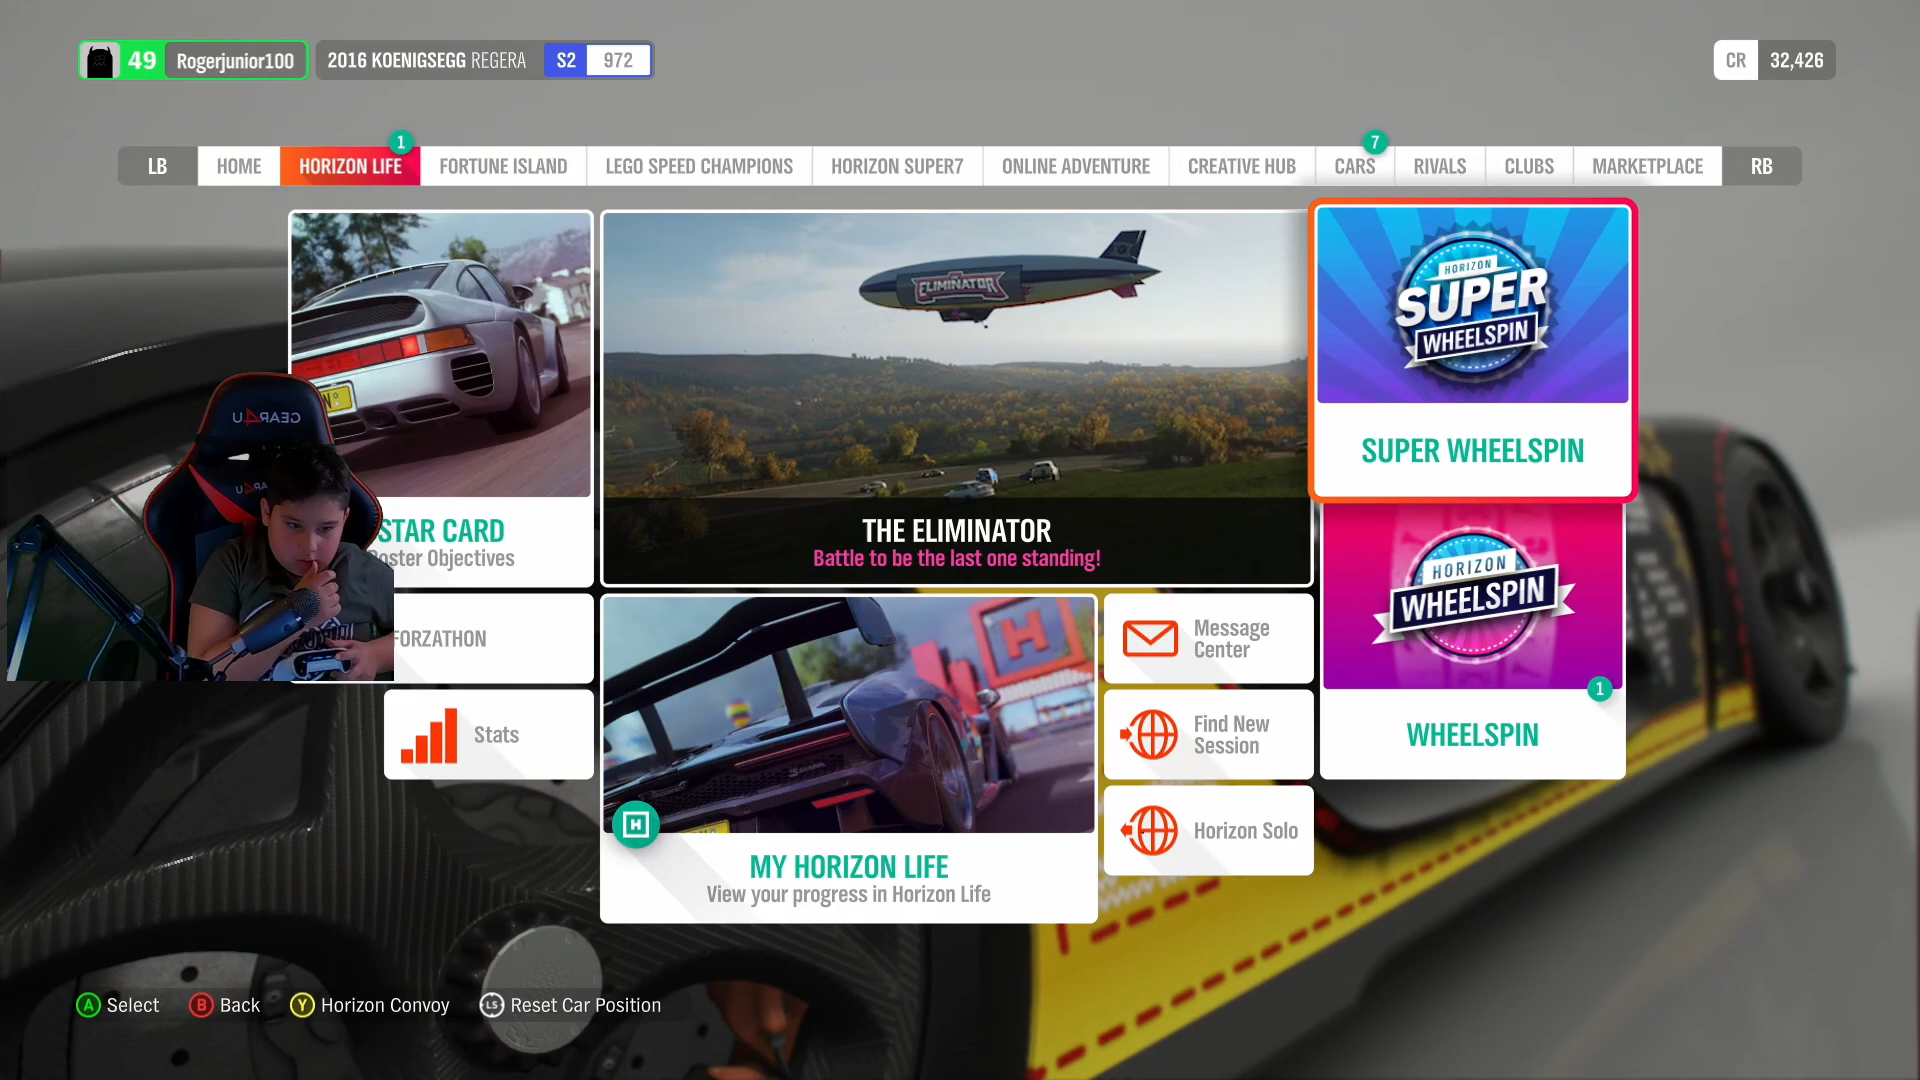 49 Rogerjunior100 2016 KOENIGSEGG REGERA S2 972 CR 32,426
1 7
LB HOME HORIZON LIFE FORTUNE ISLAND LEGO SPEED CHAMPIONS HORIZON SUPER7 ONLINE ADVENTURE CREATIVE HUB CARS RIVALS CLUBS MARKETPLACE RB
ELIMINATOR
HORIZON
SUPER
WHEELSPIN
SUPER WHEELSPIN
GEAR4U
STAR CARD
THE ELIMINATOR
Battle to be the last one standing!
Objectives
HORIZON
WHEELSPIN
1
WHEELSPIN
FORZATHON
Stats
H
H
MY HORIZON LIFE
View your progress in Horizon Life
Message
Center
Find New
Session
Horizon Solo
A Select B Back Y Horizon Convoy LS Reset Car Position